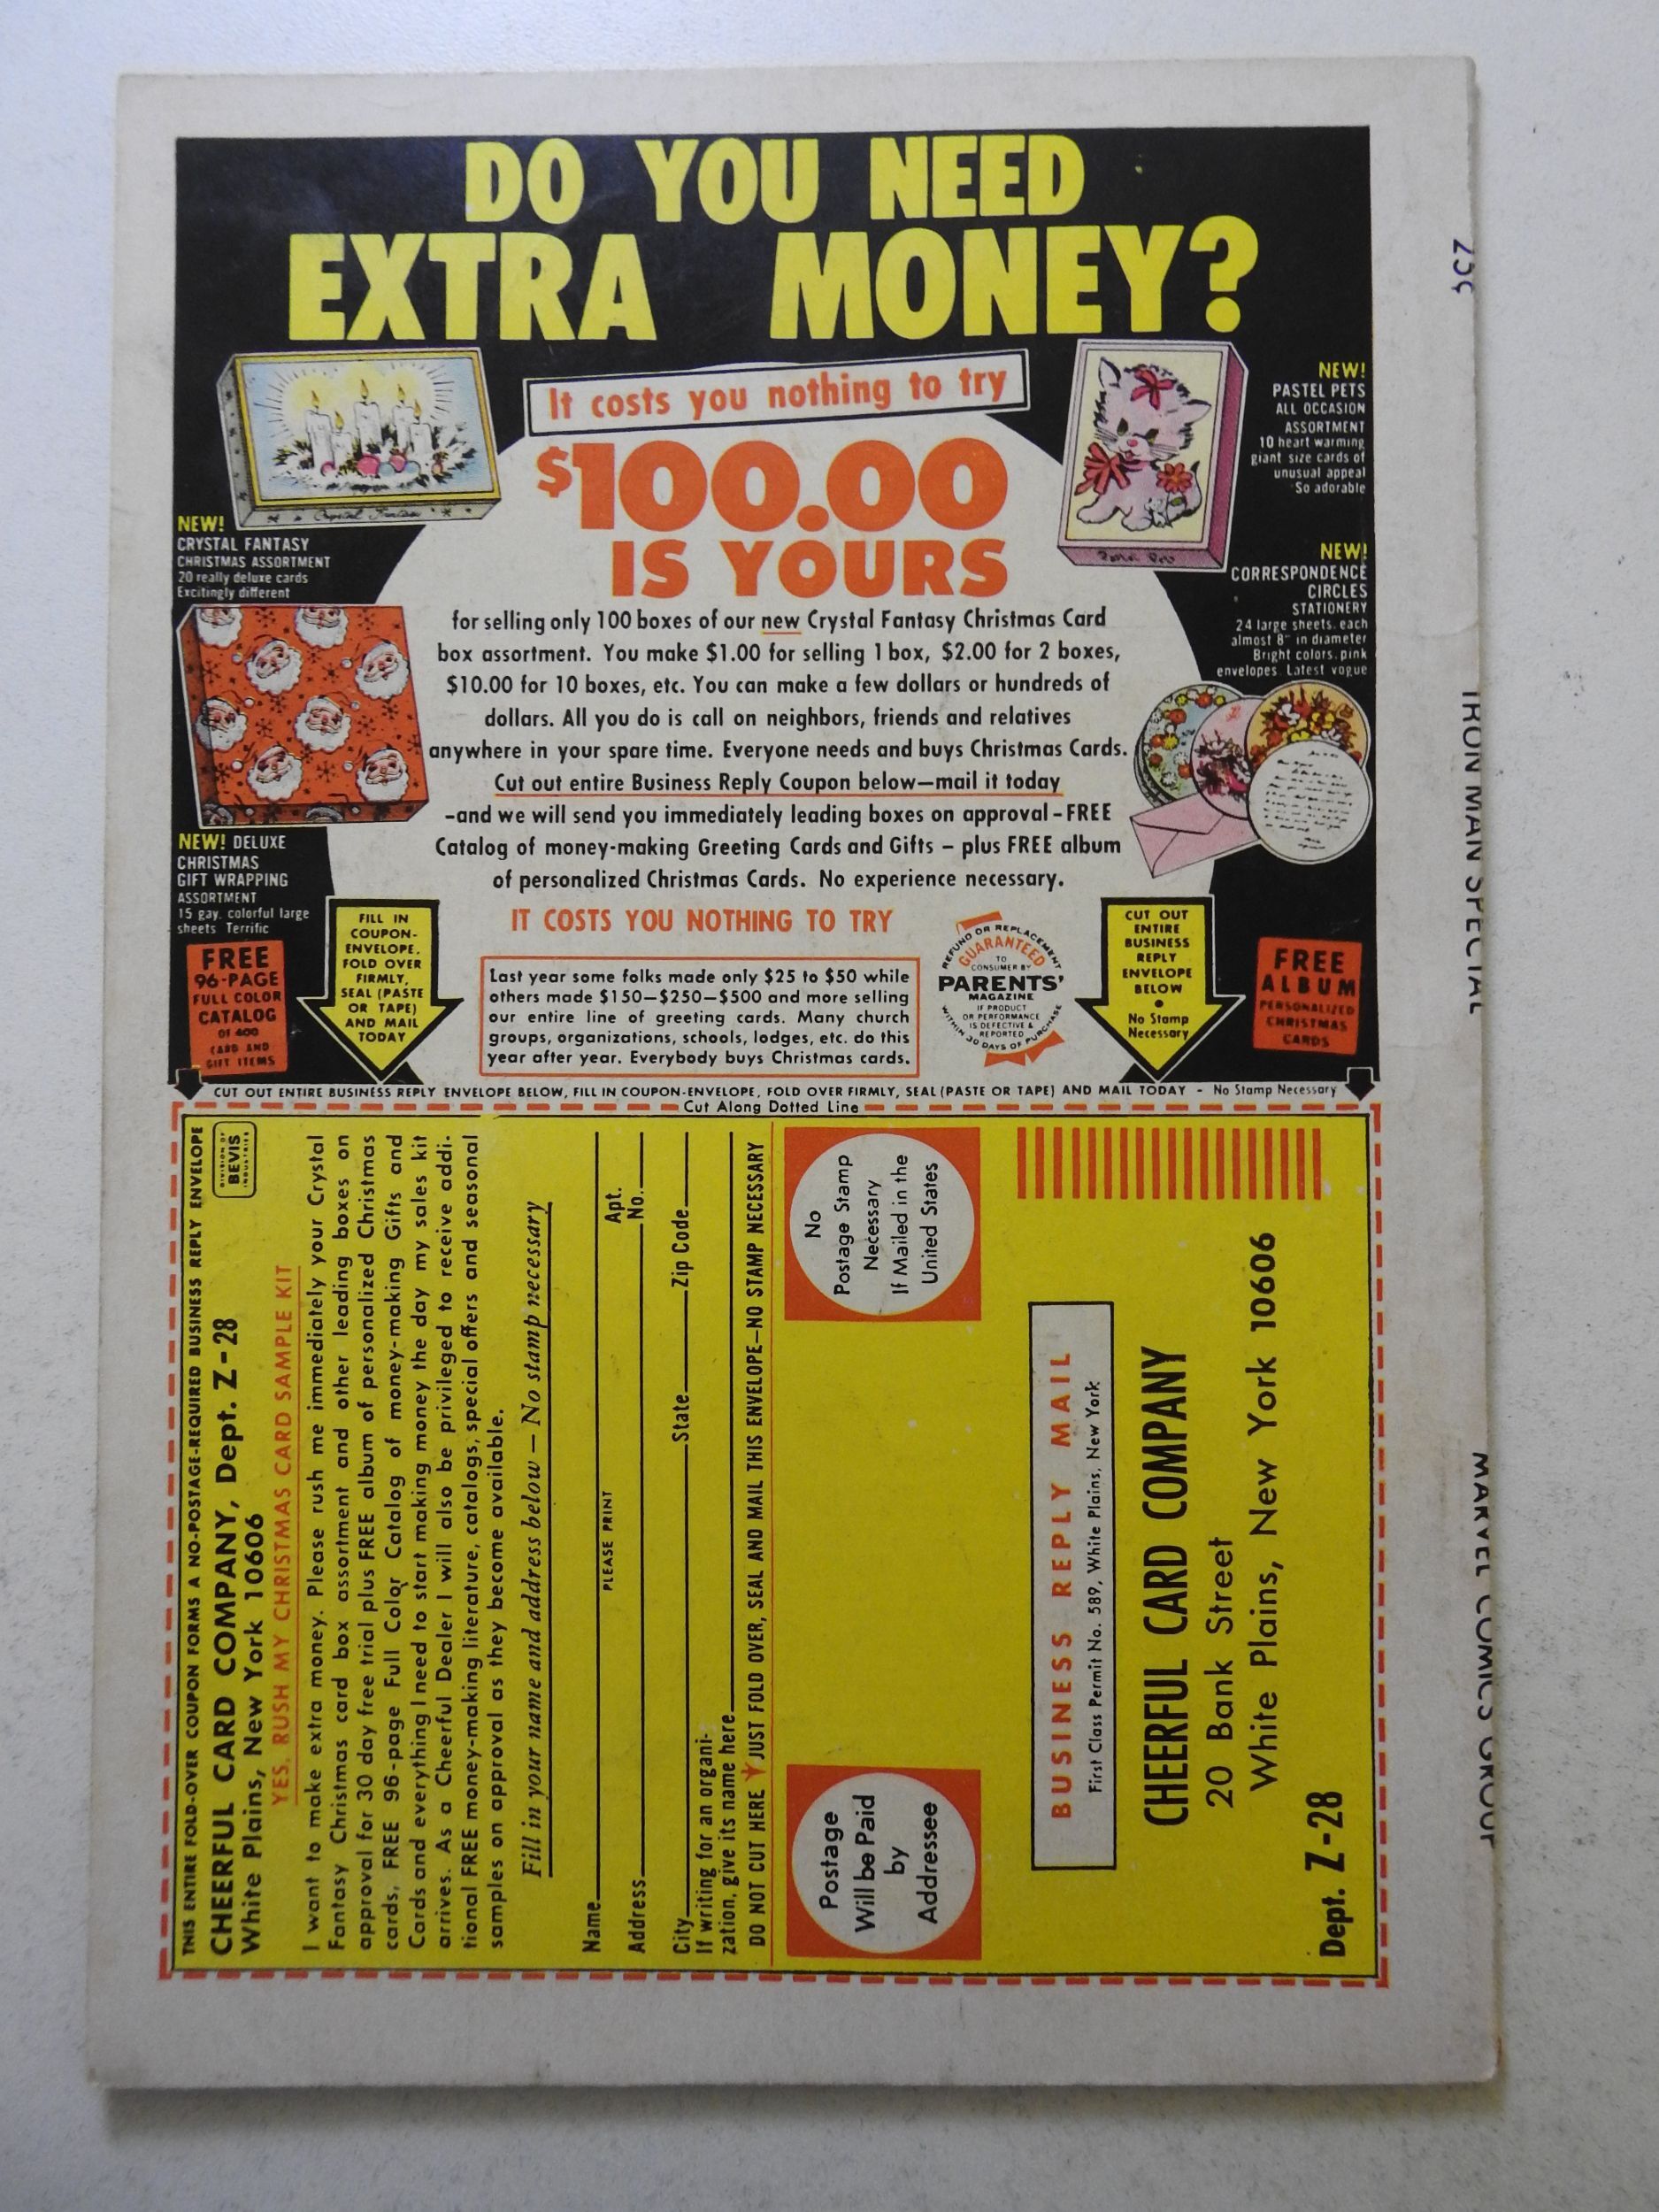 DO YOU NEED
EXTRA MONEY?
It costs you nothing to try
$100.00
IS YOURS
for selling only 100 boxes of our new Crystal Fantasy Christmas Card
box assortment. You make $1.00 for selling 1 box, $2.00 for 2 boxes,
$10.00 for 10 boxes, etc. You can make a few dollars or hundreds of
dollars. All you do is call on neighbors, friends and relatives
anywhere in your spare time. Everyone needs and buys Christmas Cards.
Cut out entire Business Reply Coupon below—mail it today
-and we will send you immediately leading boxes on approval - FREE
Catalog of money-making Greeting Cards and Gifts - plus FREE album
of personalized Christmas Cards. No experience necessary.
IT COSTS YOU NOTHING TO TRY
Crystal Fantasy
NEW!
CRYSTAL FANTASY
CHRISTMAS ASSORTMENT
20 really deluxe cards
Excitingly different
NEW! DELUXE
CHRISTMAS
GIFT WRAPPING
ASSORTMENT
15 gay, colorful large
sheets Terrific
NEW!
PASTEL PETS
ALL OCCASION
ASSORTMENT
10 heart warming
giant size cards of
unusual appeal
So adorable
NEW!
CORRESPONDENCE
CIRCLES
STATIONERY
24 large sheets, each
almost 8" in diameter
Bright colors, pink
envelopes. Latest vogue
FREE
96-PAGE
FULL COLOR
CATALOG
OF 400
CARD AND
GIFT ITEMS
FILL IN
COUPON-
ENVELOPE,
FOLD OVER
FIRMLY,
SEAL (PASTE
OR TAPE)
AND MAIL
TODAY
Last year some folks made only $25 to $50 while
others made $150—$250—$500 and more selling
our entire line of greeting cards. Many church
groups, organizations, schools, lodges, etc. do this
year after year. Everybody buys Christmas cards.
REFUND OR REPLACEMENT
GUARANTEED
TO
CONSUMER BY
PARENTS'
MAGAZINE
IF PRODUCT
OR PERFORMANCE
IS DEFECTIVE &
REPORTED
WITHIN 30 DAYS OF PURCHASE
CUT OUT
ENTIRE
BUSINESS
REPLY
ENVELOPE
BELOW
•
No Stamp
Necessary
FREE
ALBUM
PERSONALIZED
CHRISTMAS
CARDS
CUT OUT ENTIRE BUSINESS REPLY ENVELOPE BELOW, FILL IN COUPON-ENVELOPE, FOLD OVER FIRMLY, SEAL (PASTE OR TAPE) AND MAIL TODAY - No Stamp Necessary
Cut Along Dotted Line
THIS ENTIRE FOLD-OVER COUPON FORMS A NO-POSTAGE-REQUIRED BUSINESS REPLY ENVELOPE
CHEERFUL CARD COMPANY, Dept. Z-28
White Plains, New York 10606
DIVISION OF
BEVIS
INDUSTRIES
YES, RUSH MY CHRISTMAS CARD SAMPLE KIT
I want to make extra money. Please rush me immediately your Crystal
Fantasy Christmas card box assortment and other leading boxes on
approval for 30 day free trial plus FREE album of personalized Christmas
cards, FREE 96-page Full Color Catalog of money-making Gifts and
Cards and everything I need to start making money the day my sales kit
arrives. As a Cheerful Dealer I will also be privileged to receive addi-
tional FREE money-making literature, catalogs, special offers and seasonal
samples on approval as they become available.
Fill in your name and address below — No stamp necessary
Name
PLEASE PRINT
Address Apt. No.
City State Zip Code
If writing for an organi-
zation, give its name here
DO NOT CUT HERE JUST FOLD OVER, SEAL AND MAIL THIS ENVELOPE—NO STAMP NECESSARY
Postage
Will be Paid
by
Addressee
No
Postage Stamp
Necessary
If Mailed in the
United States
BUSINESS REPLY MAIL
First Class Permit No. 589, White Plains, New York
CHEERFUL CARD COMPANY
20 Bank Street
White Plains, New York 10606
Dept. Z-28
25¢
IRON MAN SPECIAL
MARVEL COMICS GROUP